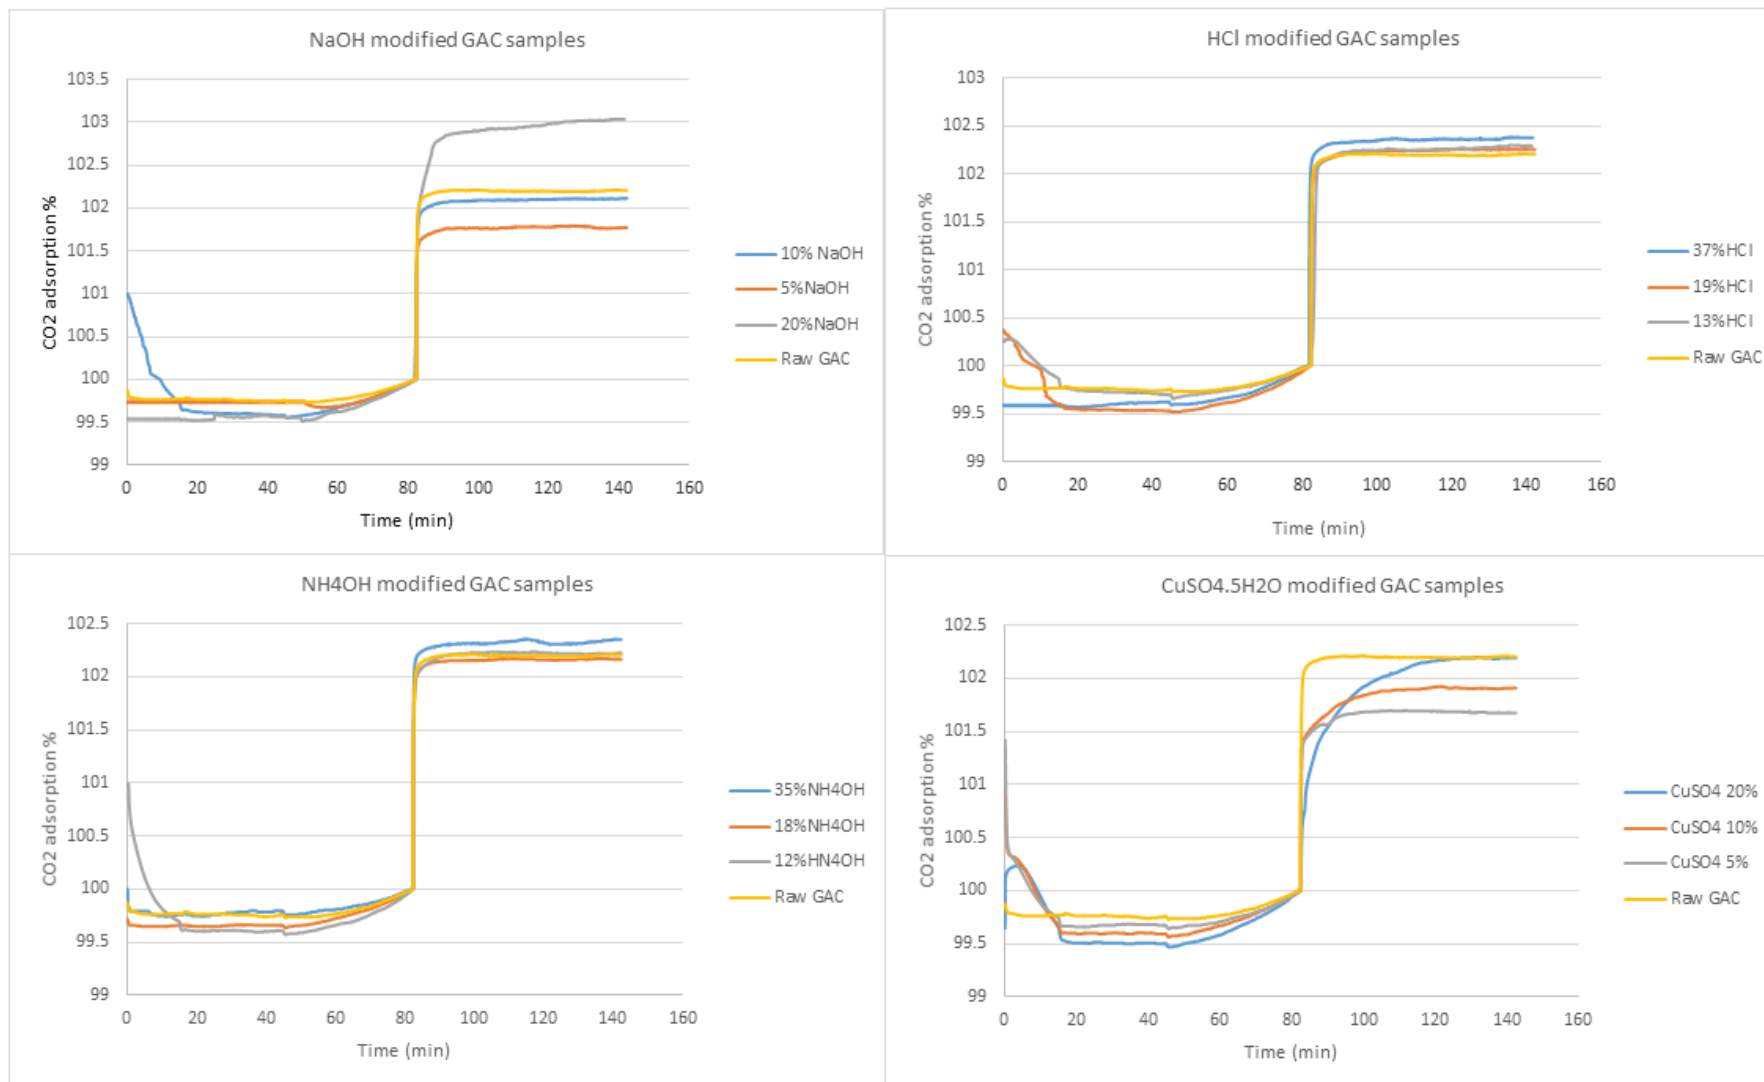 NaOH modified GAC samples
103.5
103
102.5
102
101.5
101
100.5
100
99.5
99
CO2 adsorption%
0 20 40 60 80 100 120 140 160
Time (min)
10% NaOH
5%NaOH
20%NaOH
Raw GAC
HCl modified GAC samples
103
102.5
102
101.5
101
100.5
100
99.5
99
CO2 adsorption%
0 20 40 60 80 100 120 140 160
Time (min)
37%HCl
19%HCl
13%HCl
Raw GAC
NH4OH modified GAC samples
102.5
102
101.5
101
100.5
100
99.5
99
CO2 adsorption%
0 20 40 60 80 100 120 140 160
Time (min)
35%NH4OH
18%NH4OH
12%HN4OH
Raw GAC
CuSO4.5H2O modified GAC samples
102.5
102
101.5
101
100.5
100
99.5
99
CO2 adsorption%
0 20 40 60 80 100 120 140 160
Time (min)
CuSO4 20%
CuSO4 10%
CuSO4 5%
Raw GAC